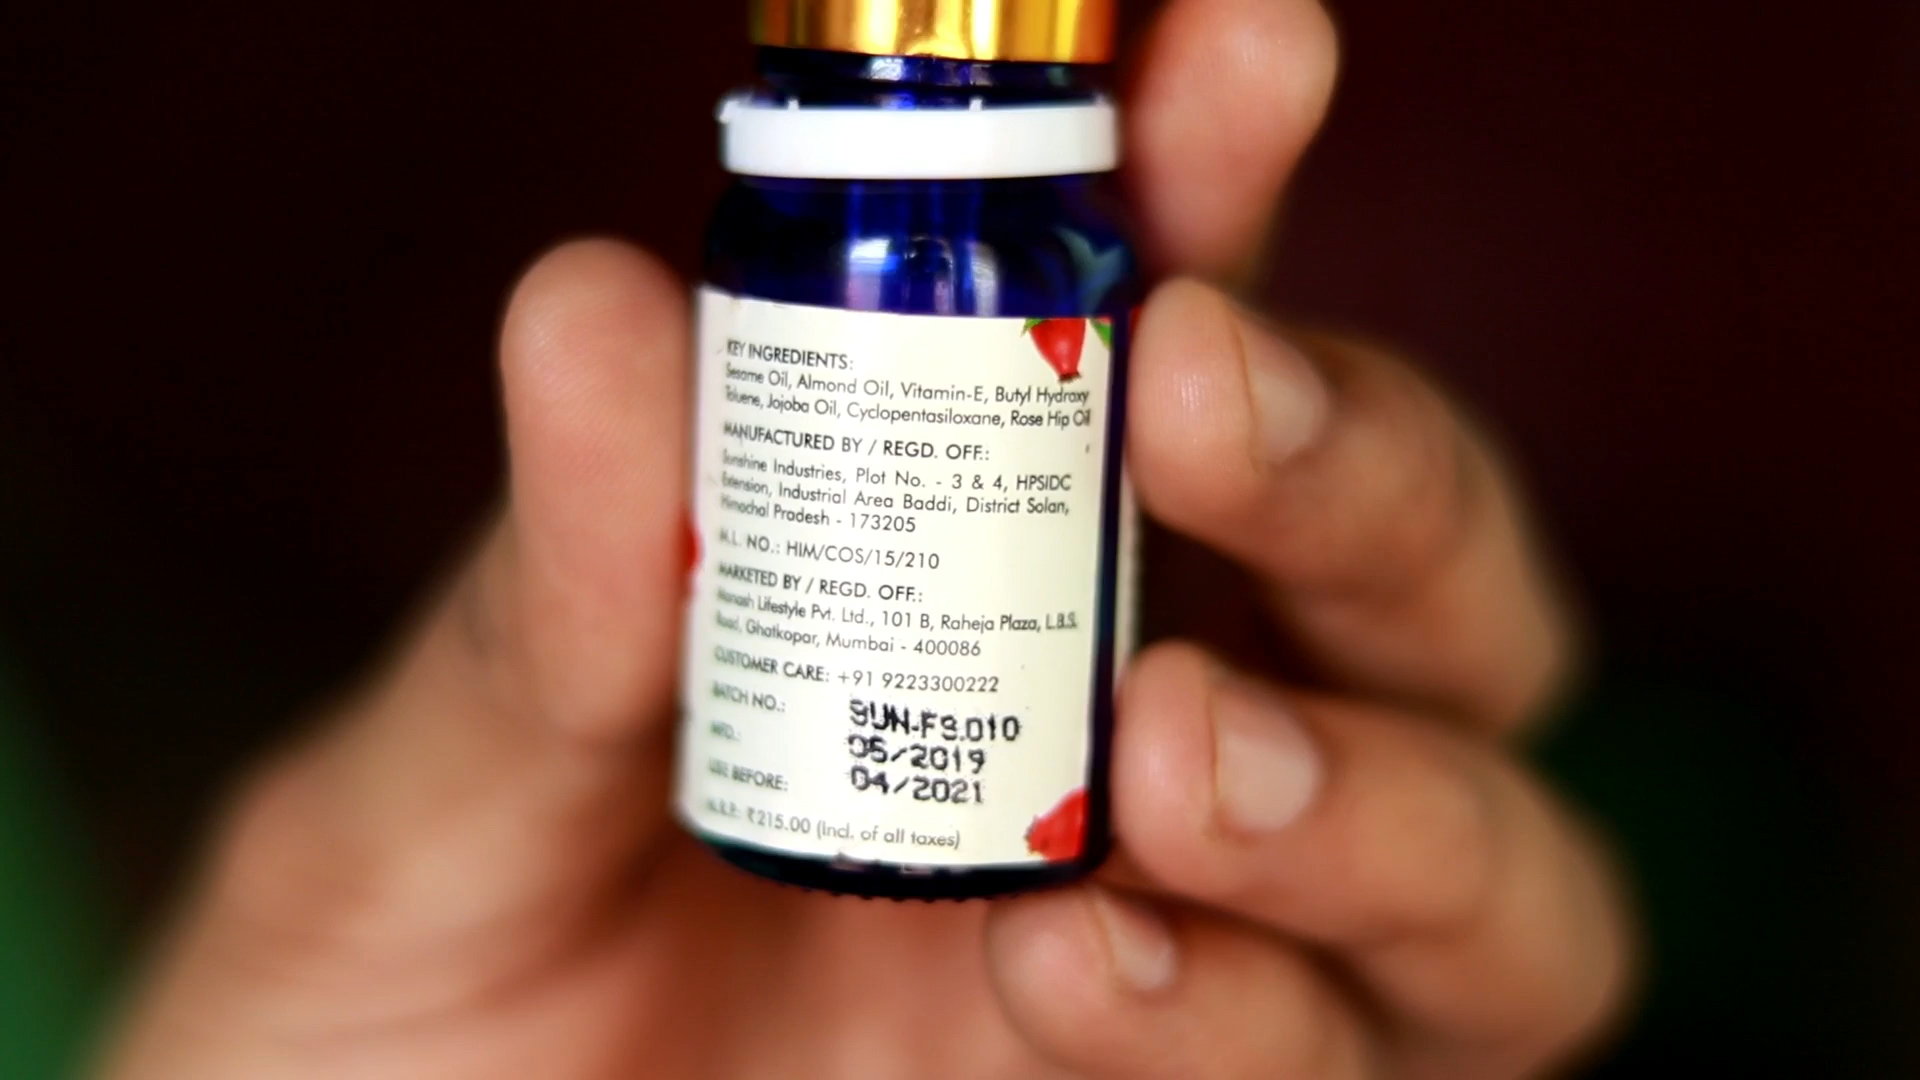 KEY INGREDIENTS:
Sesame Oil, Almond Oil, Vitamin-E, Butyl Hydroxy
Toluene, Jojoba Oil, Cyclopentasiloxane, Rose Hip Oil
MANUFACTURED BY / REGD. OFF.:
Sunshine Industries, Plot No. - 3 & 4, HPSIDC
Extension, Industrial Area Baddi, District Solan,
Himachal Pradesh - 173205
M.L. NO.: HIM/COS/15/210
MARKETED BY / REGD. OFF.:
Manash Lifestyle Pvt. Ltd., 101 B, Raheja Plaza, L.B.S.
Road, Ghatkopar, Mumbai - 400086
CUSTOMER CARE: +91 9223300222
BATCH NO.: SUN-FS.010
MFD.: 05/2019
USE BEFORE: 04/2021
M.R.P.: ₹215.00 (Incl. of all taxes)